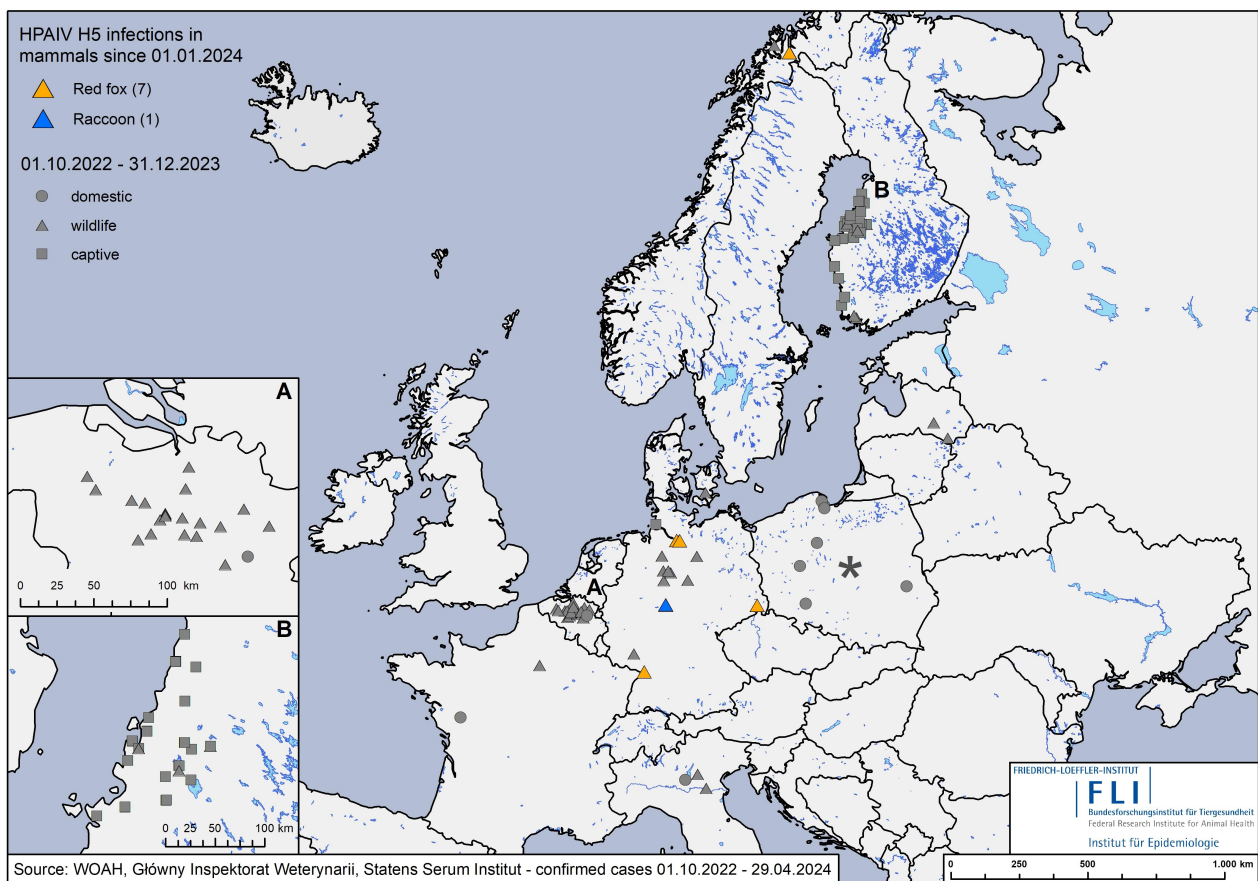 HPAIV H5 infections in
mammals since 01.01.2024
Red fox (7)
Raccoon (1)
01.10.2022 - 31.12.2023
domestic
wildlife
captive
B
A
*
A
0 25 50 100 km
B
0 25 50 100 km
FRIEDRICH-LOEFFLER-INSTITUT
FLI
Bundesforschungsinstitut für Tiergesundheit
Federal Research Institute for Animal Health
Institut für Epidemiologie
Source: WOAH, Główny Inspektorat Weterynarii, Statens Serum Institut - confirmed cases 01.10.2022 - 29.04.2024
0 250 500 1.000 km